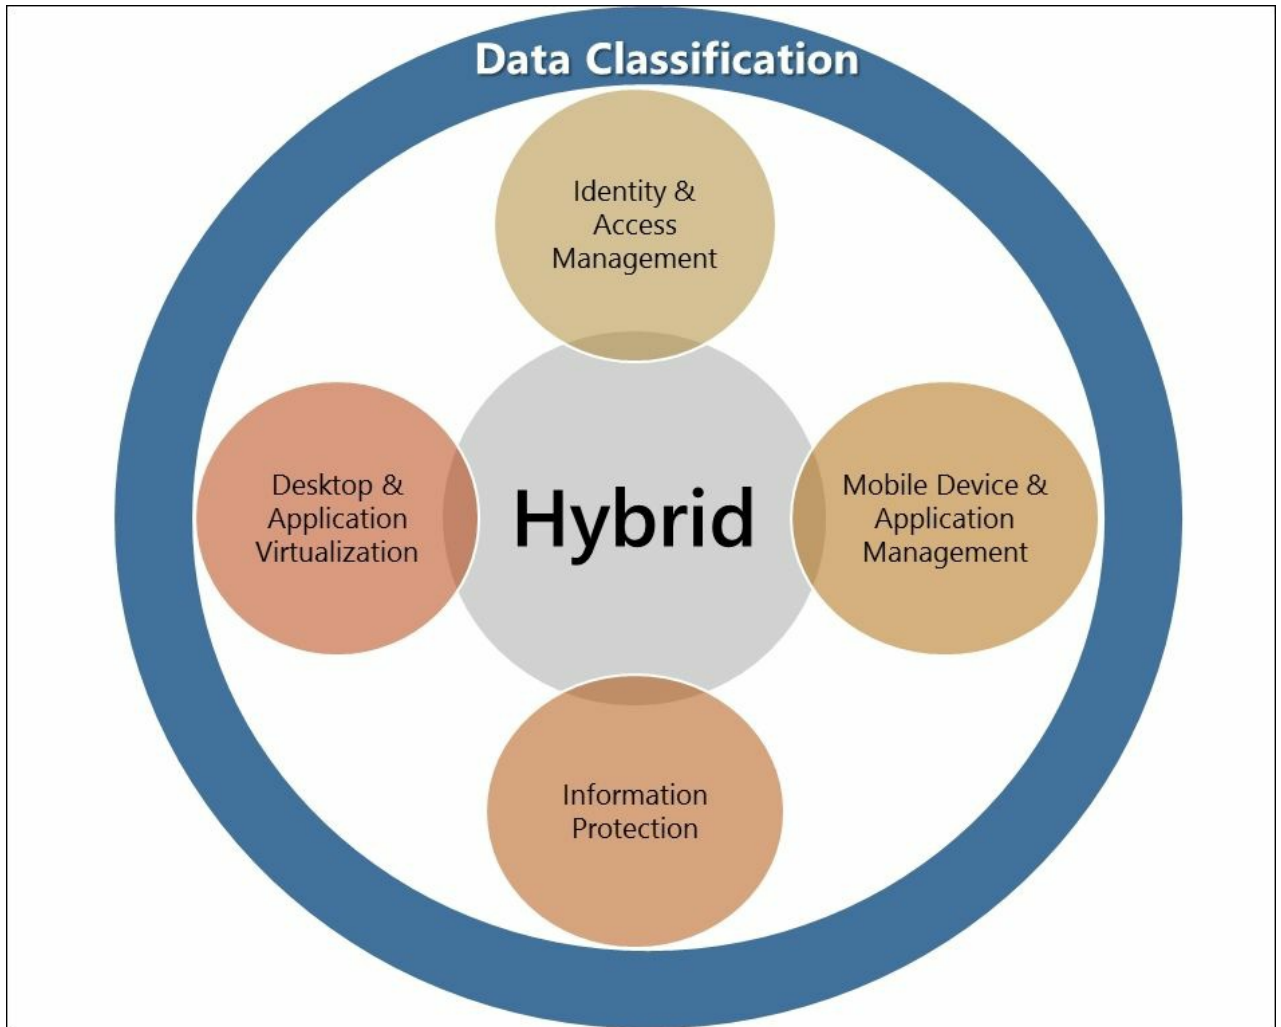 Data Classification
Identity &
Access
Management
Desktop &
Application
Virtualization
Hybrid
Mobile Device &
Application
Management
Information
Protection